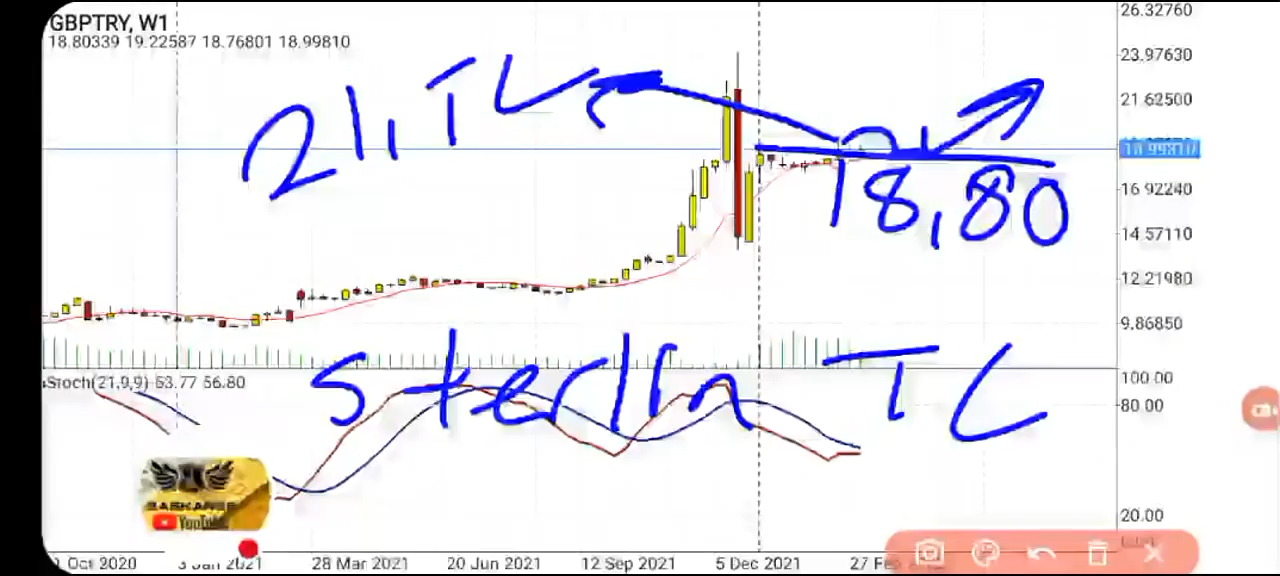 GBPTRY, W1
18.80339 19.22587 18.76801 18.99810
26.32760
23.97630
21.62500
18.99810
16.92240
14.57110
12.21980
9.86850
21, TL
18,80
sterlin TL
Stoch(21,9,9) 53.77 56.80
100.00
80.00
20.00
YouTube
Oct 2020 3 Jan 2021 28 Mar 2021 20 Jun 2021 12 Sep 2021 5 Dec 2021 27 Feb